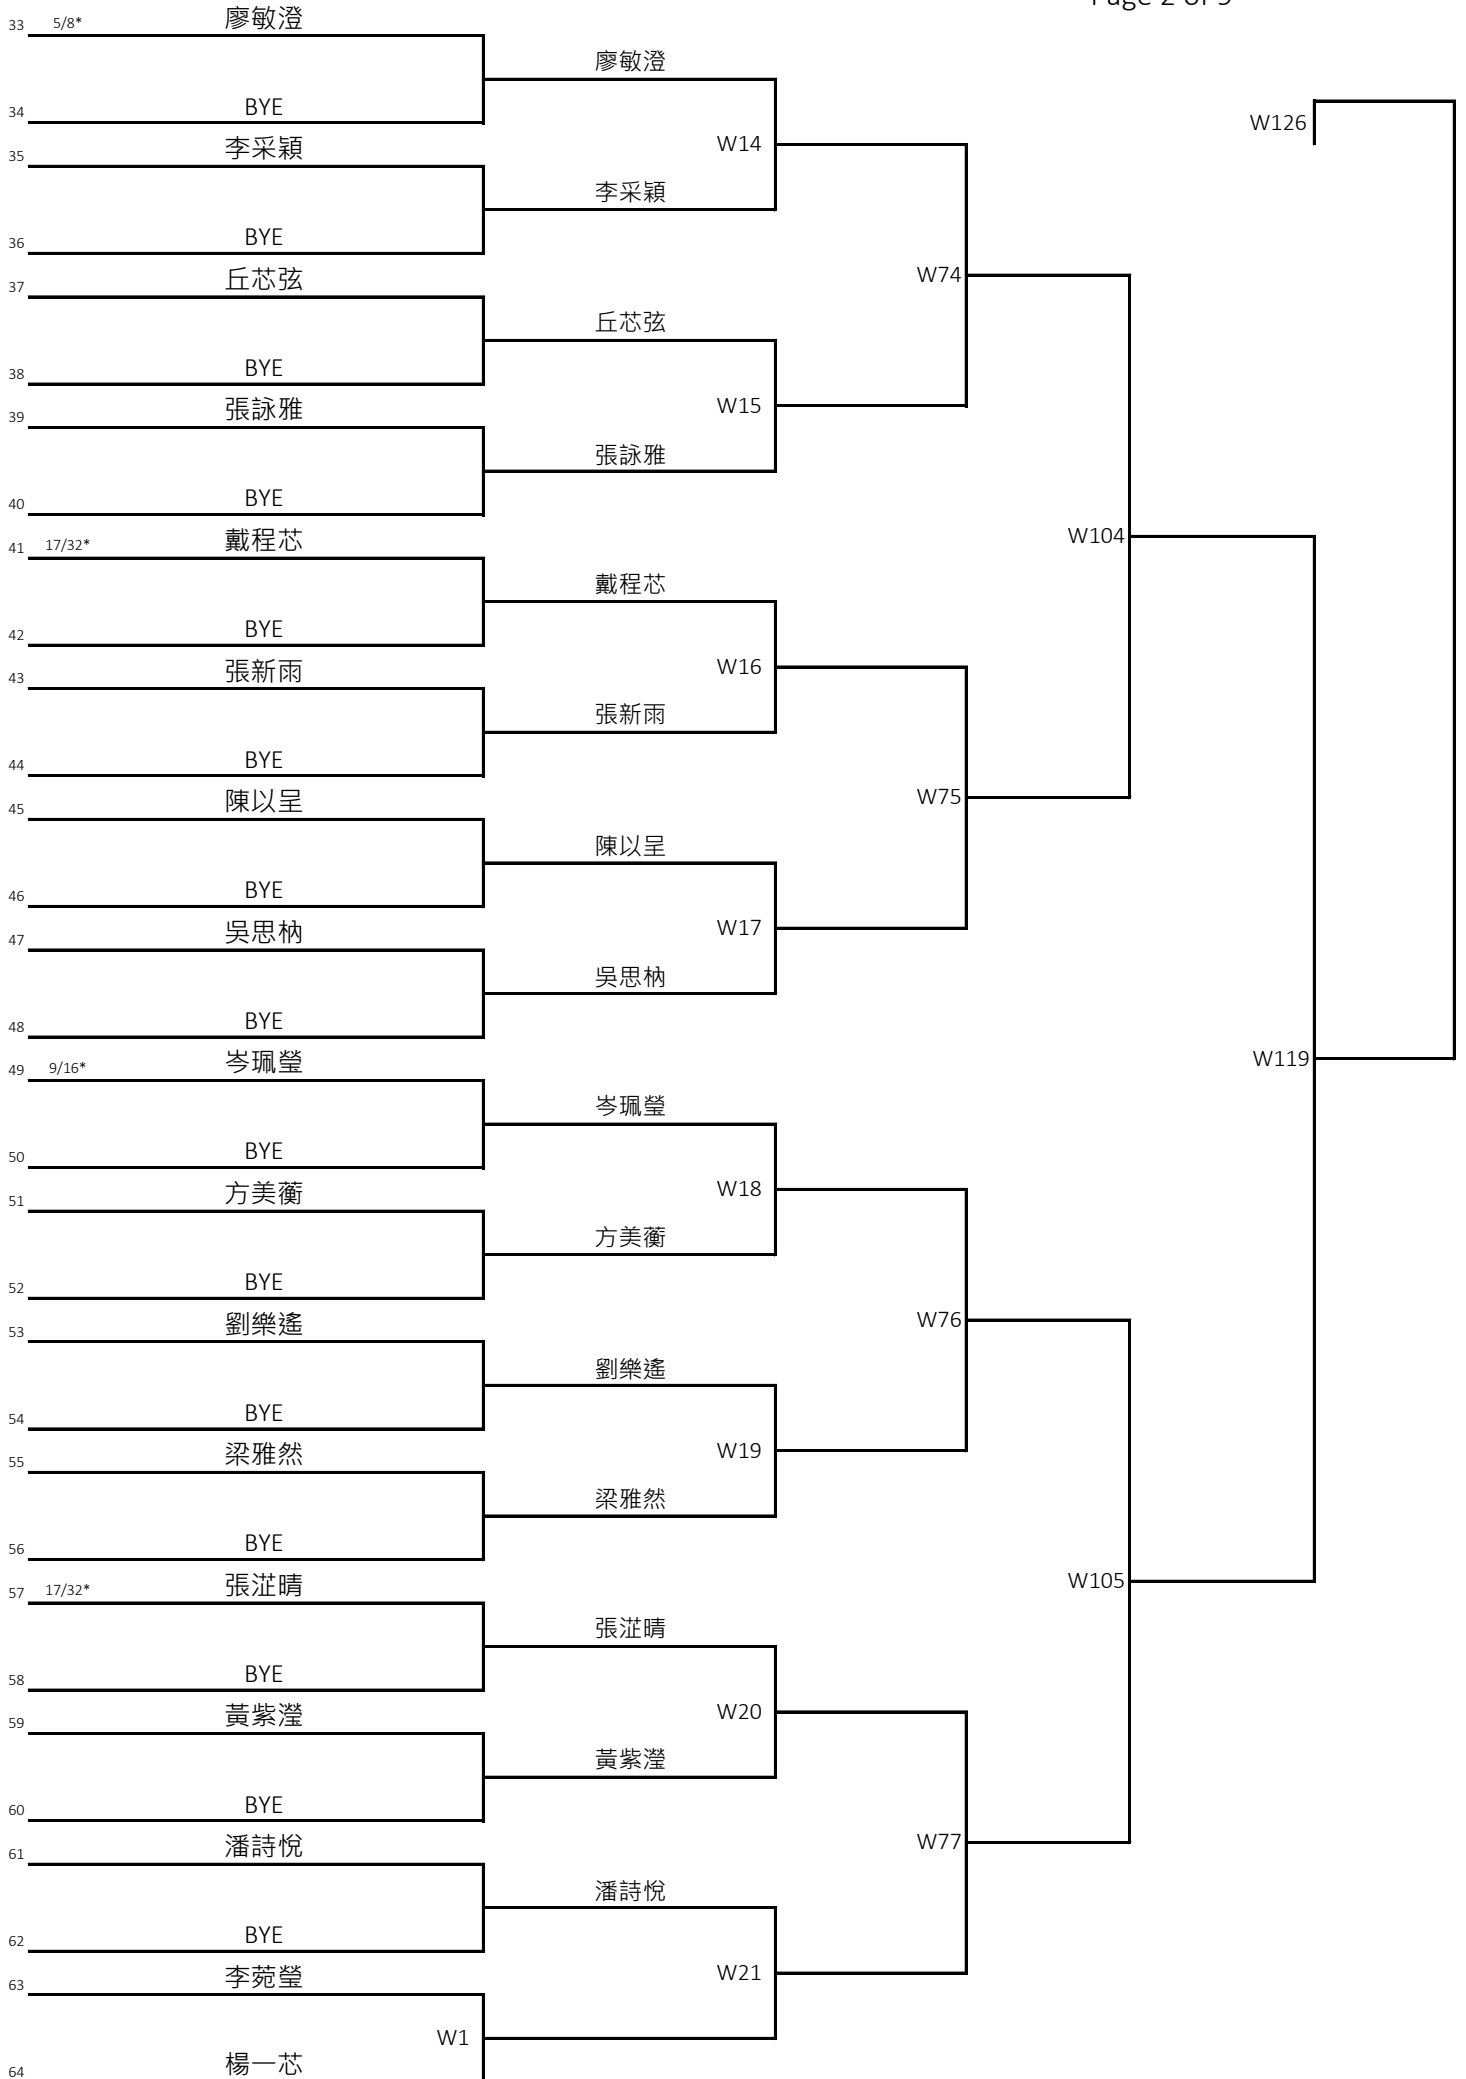 Page 2 of 9
33 5/8* 廖敏澄
廖敏澄
34 BYE
W126
W14
35 李采穎
李采穎
36 BYE
W74
37 丘芯弦
丘芯弦
38 BYE
W15
39 張詠雅
張詠雅
40 BYE
W104
41 17/32* 戴程芯
戴程芯
42 BYE
W16
43 張新雨
張新雨
44 BYE
W75
45 陳以呈
陳以呈
46 BYE
W17
47 吳思枘
吳思枘
48 BYE
W119
49 9/16* 岑珮瑩
岑珮瑩
50 BYE
W18
51 方美蘅
方美蘅
52 BYE
W76
53 劉樂遙
劉樂遙
54 BYE
W19
55 梁雅然
梁雅然
56 BYE
W105
57 17/32* 張淽晴
張淽晴
58 BYE
W20
59 黃紫瀅
黃紫瀅
60 BYE
W77
61 潘詩悅
潘詩悅
62 BYE
W21
63 李菀瑩
W1
64 楊一芯